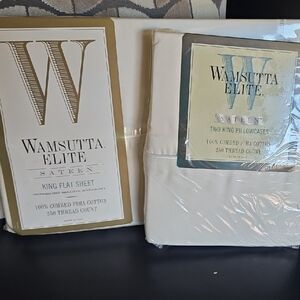 W
WAMSUTTA
ELITE
SATEEN
KING FLAT SHEET
100% COMBED PIMA COTTON
250 THREAD COUNT
W
WAMSUTTA
ELITE
SATEEN
TWO KING PILLOWCASES
100% COMBED PIMA COTTON
250 THREAD COUNT